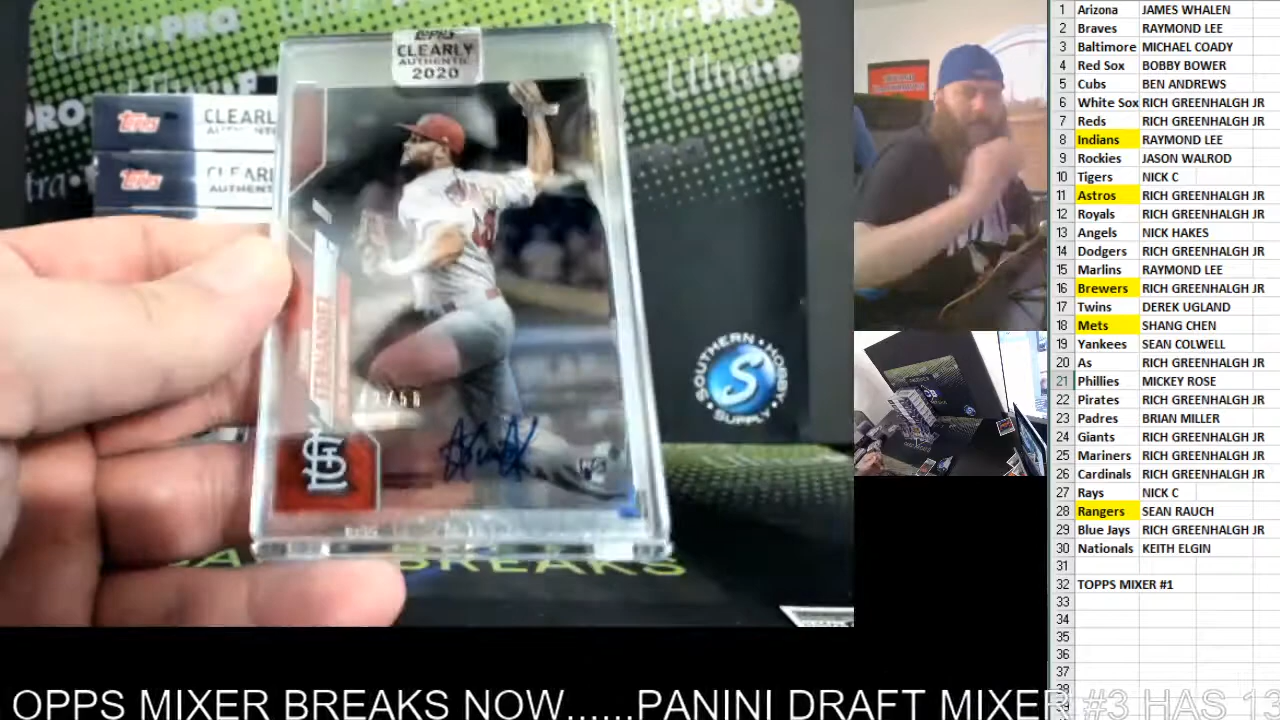 ultra·PRO
TOPPS
CLEARLY
AUTHENTIC
2020
topps
CLEARLY
AUTHENTIC
topps
CLEARI
AUTHENT
STL
RC
SOUTHERN · HOBBY · SUPPLY
S
BREAKS
1 Arizona JAMES WHALEN
2 Braves RAYMOND LEE
3 Baltimore MICHAEL COADY
4 Red Sox BOBBY BOWER
5 Cubs BEN ANDREWS
6 White Sox RICH GREENHALGH JR
7 Reds RICH GREENHALGH JR
8 Indians RAYMOND LEE
9 Rockies JASON WALROD
10 Tigers NICK C
11 Astros RICH GREENHALGH JR
12 Royals RICH GREENHALGH JR
13 Angels NICK HAKES
14 Dodgers RICH GREENHALGH JR
15 Marlins RAYMOND LEE
16 Brewers RICH GREENHALGH JR
17 Twins DEREK UGLAND
18 Mets SHANG CHEN
19 Yankees SEAN COLWELL
20 As RICH GREENHALGH JR
21 Phillies MICKEY ROSE
22 Pirates RICH GREENHALGH JR
23 Padres BRIAN MILLER
24 Giants RICH GREENHALGH JR
25 Mariners RICH GREENHALGH JR
26 Cardinals RICH GREENHALGH JR
27 Rays NICK C
28 Rangers SEAN RAUCH
29 Blue Jays RICH GREENHALGH JR
30 Nationals KEITH ELGIN
31
32 TOPPS MIXER #1
33
34
35
36
37
38
OPPS MIXER BREAKS NOW......PANINI DRAFT MIXER #3 HAS 13